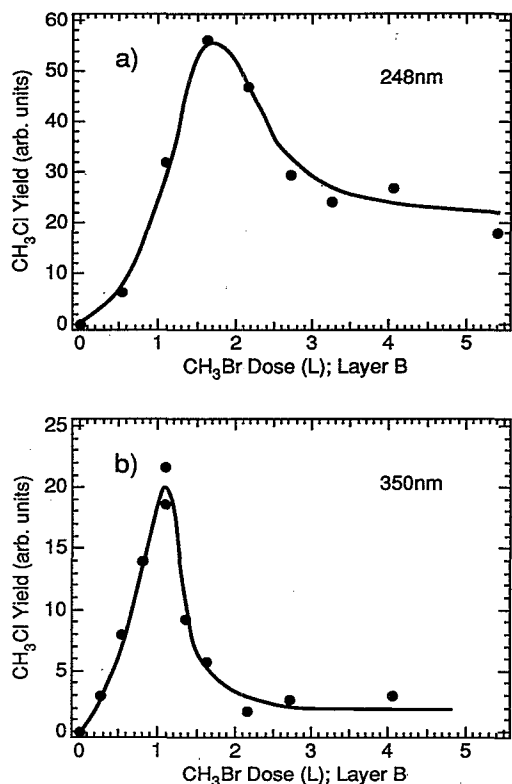 60
50
40
30
20
10
0
CH₃Cl Yield (arb. units)
a)
248nm
0 1 2 3 4 5
CH₃Br Dose (L); Layer B
25
20
15
10
5
0
CH₃Cl Yield (arb. units)
b)
350nm
0 1 2 3 4 5
CH₃Br Dose (L); Layer B